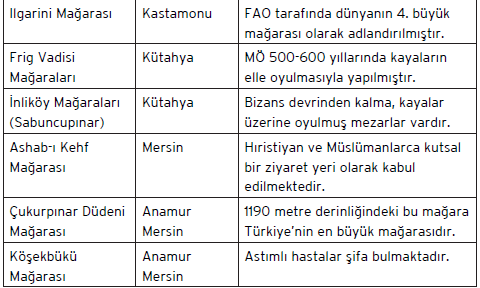 Ilgarini Mağarası Kastamonu FAO tarafında dünyanın 4. büyük
mağarası olarak adlandırılmıştır.
Frig Vadisi Kütahya MÖ 500-600 yıllarında kayaların
Mağaraları elle oyulmasıyla yapılmıştır.
İnliköy Mağaraları Kütahya Bizans devrinden kalma, kayalar
(Sabuncupınar) üzerine oyulmuş mezarlar vardır.
Ashab-ı Kehf Mersin Hıristiyan ve Müslümanlarca kutsal
Mağarası bir ziyaret yeri olarak kabul
edilmektedir.
Çukurpınar Düdeni Anamur 1190 metre derinliğindeki bu mağara
Mağarası Mersin Türkiye'nin en büyük mağarasıdır.
Köşekbükü Anamur Astımlı hastalar şifa bulmaktadır.
Mağarası Mersin